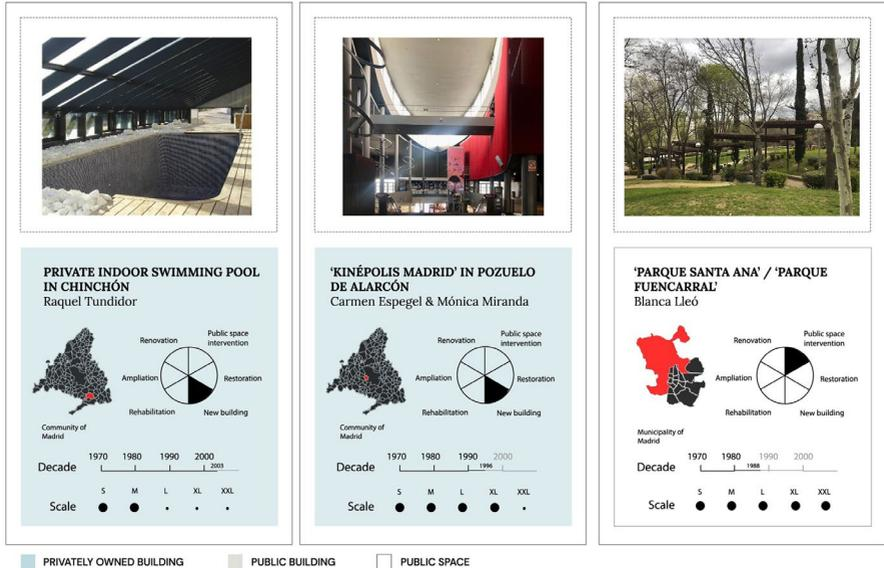 PRIVATE INDOOR SWIMMING POOL
IN CHINCHÓN
Raquel Tundidor
Renovation
Public space
intervention
Ampliation
Restoration
Rehabilitation
New building
Community of
Madrid
1970 1980 1990 2000
Decade
2003
S M L XL XXL
Scale
‘KINÉPOLIS MADRID’ IN POZUELO
DE ALARCÓN
Carmen Espegel & Mónica Miranda
Renovation
Public space
intervention
Ampliation
Restoration
Rehabilitation
New building
Community of
Madrid
1970 1980 1990 2000
Decade
1996
S M L XL XXL
Scale
‘PARQUE SANTA ANA’ / ‘PARQUE
FUENCARRAL’
Blanca Lleó
Renovation
Public space
intervention
Ampliation
Restoration
Rehabilitation
New building
Municipality of
Madrid
1970 1980 1990 2000
Decade
1988
S M L XL XXL
Scale
PRIVATELY OWNED BUILDING PUBLIC BUILDING PUBLIC SPACE